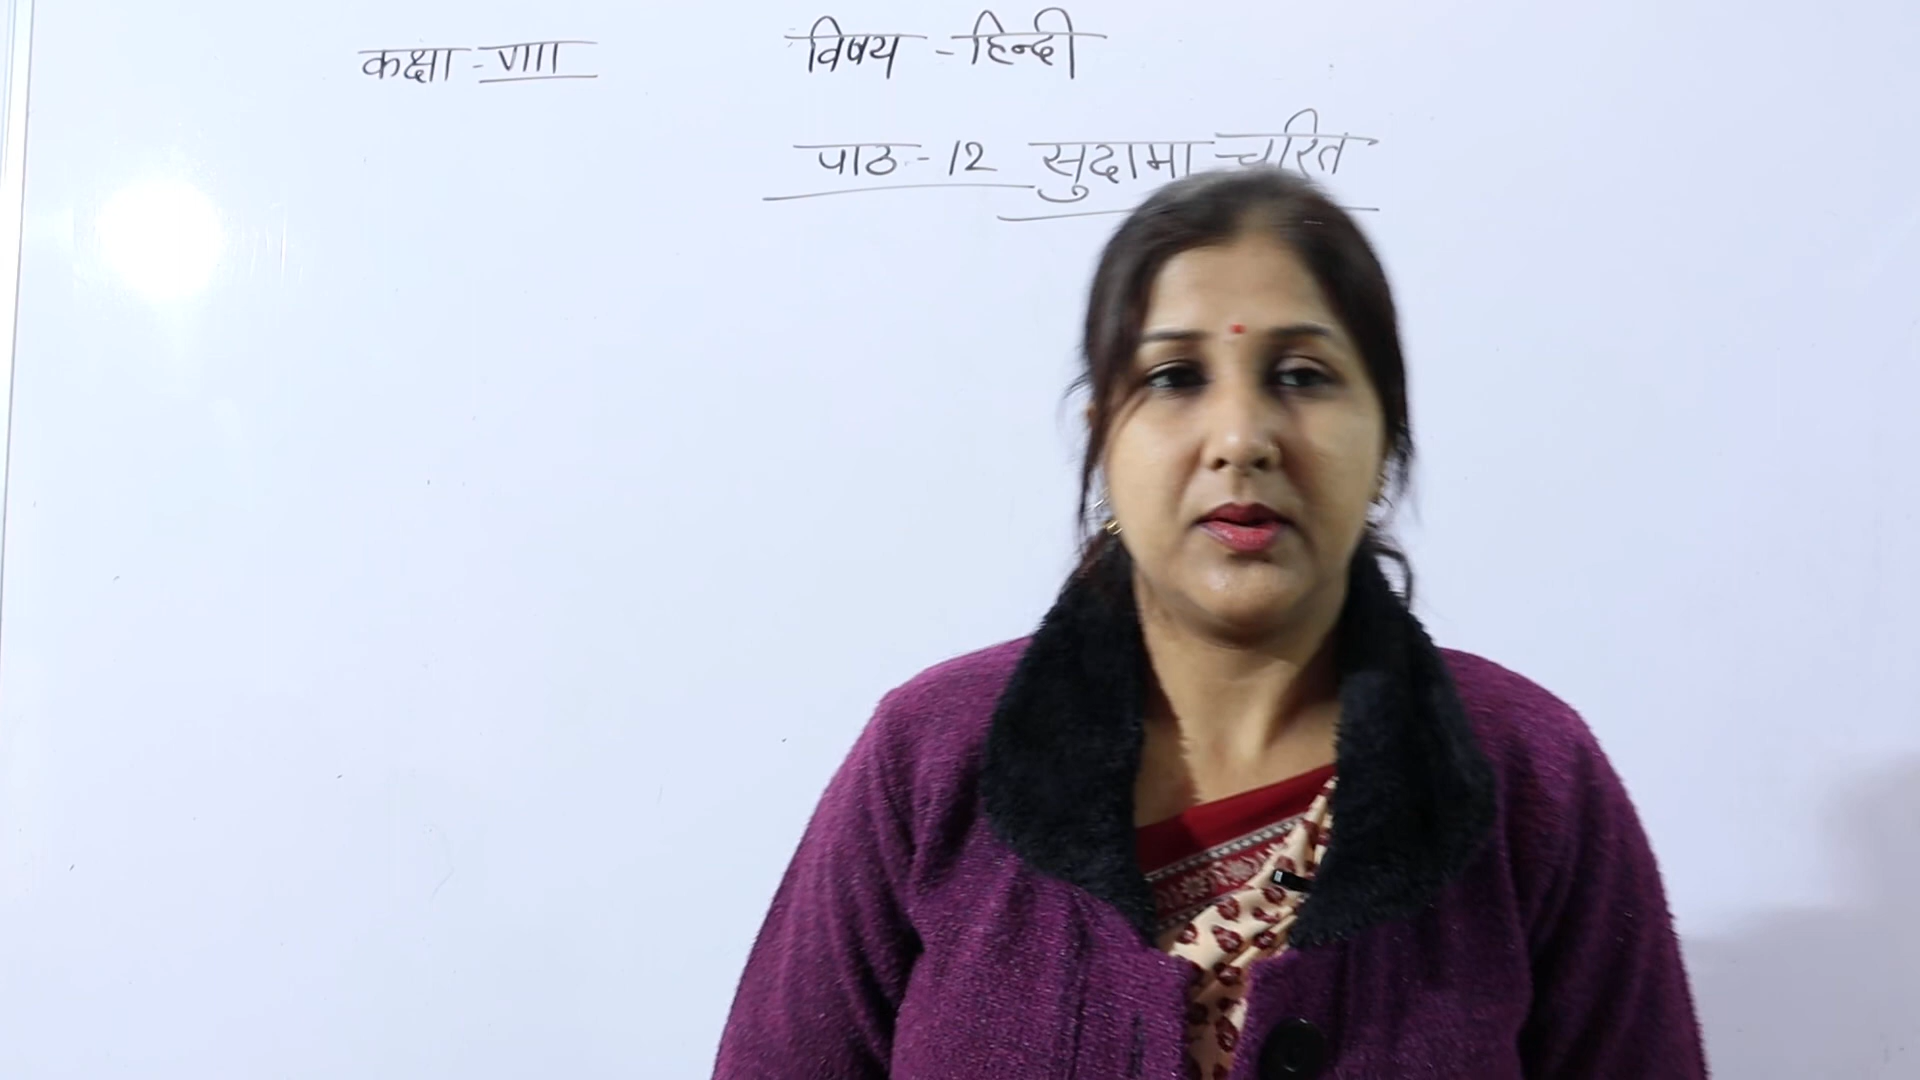 कक्षा - VIII विषय - हिन्दी
पाठ - 12 सुदामा चरित